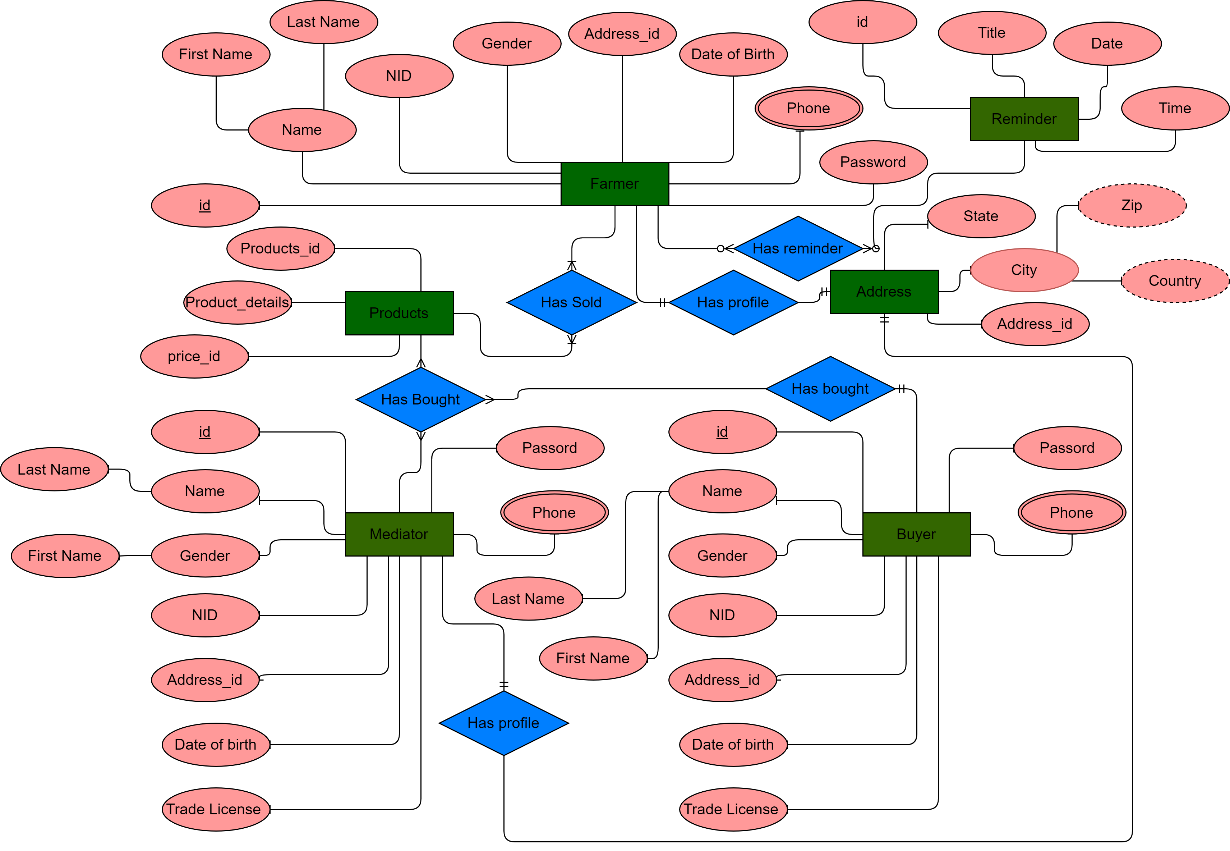 Last Name
id
Title
Address_id
Gender
Date
First Name
Date of Birth
NID
Phone
Time
Reminder
Name
Password
Farmer
id
Zip
State
Products_id
Has reminder
City
Country
Address
Product_details
Has Sold
Has profile
Products
Address_id
price_id
Has bought
Has Bought
id
id
Passord
Passord
Last Name
Name
Name
Phone
Phone
Mediator
Buyer
First Name
Gender
Gender
Last Name
NID
NID
First Name
Address_id
Address_id
Has profile
Date of birth
Date of birth
Trade License
Trade License